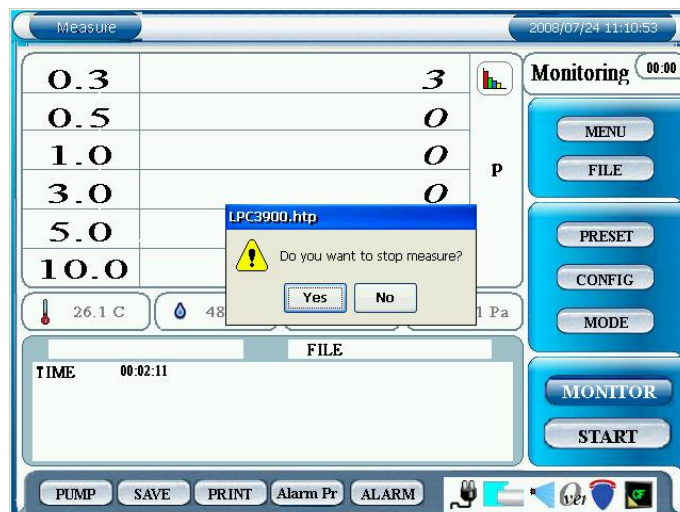 Measure
2008/07/24 11:10:53
0.3 3
0.5 0
1.0 0
3.0 0
5.0
10.0
P
LPC3900.htp
Do you want to stop measure?
Yes No
26.1 C
48
1 Pa
FILE
TIME 00:02:11
Monitoring 00:00
MENU
FILE
PRESET
CONFIG
MODE
MONITOR
START
PUMP SAVE PRINT Alarm Pr ALARM
CF